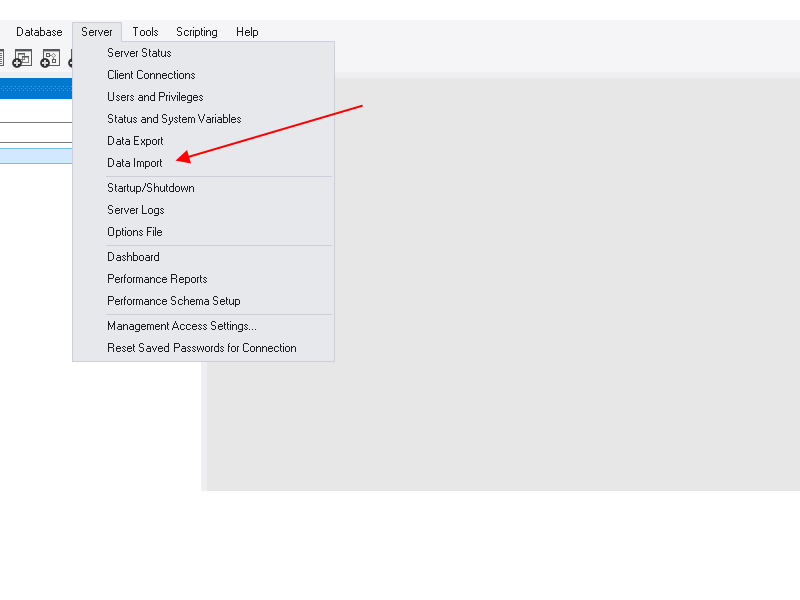 Database Server Tools Scripting Help
Server Status
Client Connections
Users and Privileges
Status and System Variables
Data Export
Data Import
Startup/Shutdown
Server Logs
Options File
Dashboard
Performance Reports
Performance Schema Setup
Management Access Settings...
Reset Saved Passwords for Connection